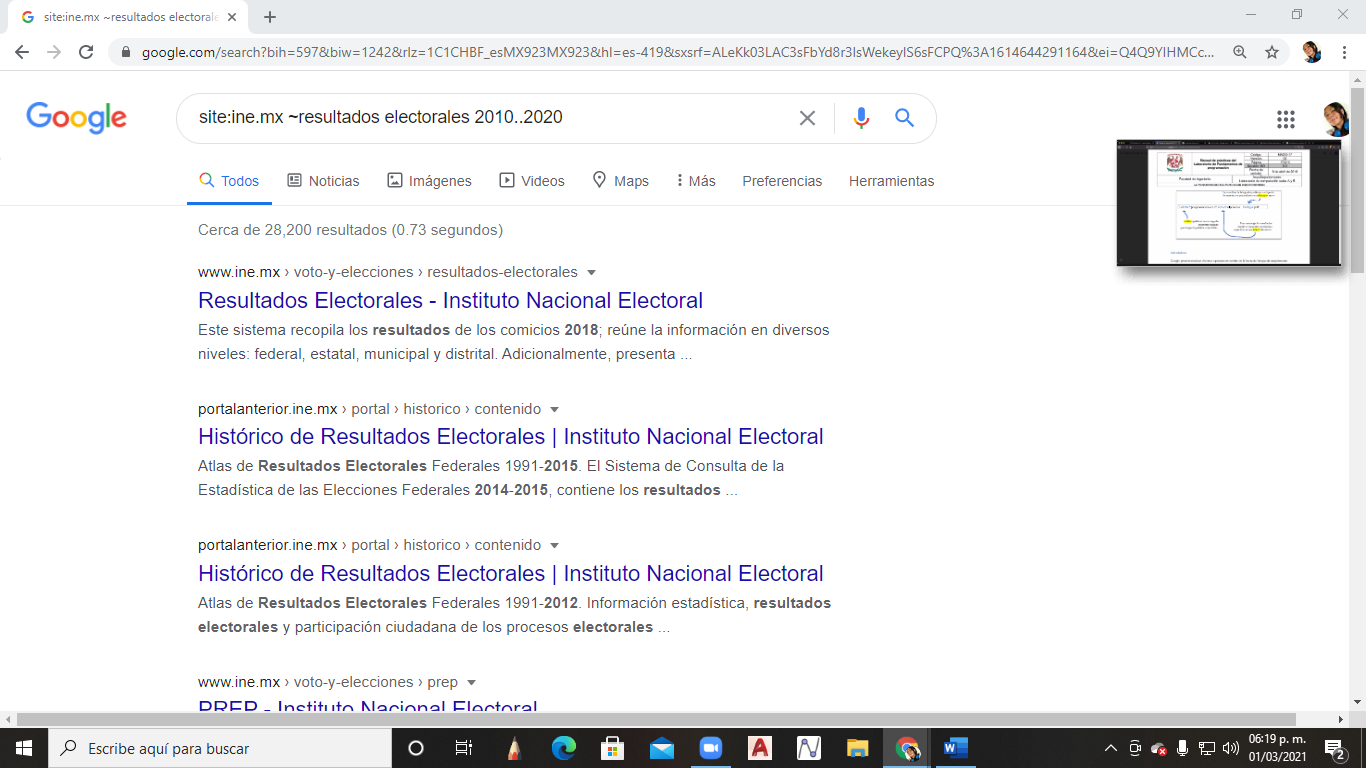 site:ine.mx ~resultados electorale
google.com/search?bih=597&biw=1242&rlz=1C1CHBF_esMX923MX923&hl=es-419&sxsrf=ALeKk03LAC3sFbYd8r3IsWekeyIS6sFCPQ%3A1614644291164&ei=Q4Q9YIHMCc...
Google
site:ine.mx ~resultados electorales 2010..2020
Todos Noticias Imágenes Videos Maps Más Preferencias Herramientas
Cerca de 28,200 resultados (0.73 segundos)
www.ine.mx › voto-y-elecciones › resultados-electorales
Resultados Electorales - Instituto Nacional Electoral
Este sistema recopila los resultados de los comicios 2018; reúne la información en diversos
niveles: federal, estatal, municipal y distrital. Adicionalmente, presenta ...
portalanterior.ine.mx › portal › historico › contenido
Histórico de Resultados Electorales | Instituto Nacional Electoral
Atlas de Resultados Electorales Federales 1991-2015. El Sistema de Consulta de la
Estadística de las Elecciones Federales 2014-2015, contiene los resultados ...
portalanterior.ine.mx › portal › historico › contenido
Histórico de Resultados Electorales | Instituto Nacional Electoral
Atlas de Resultados Electorales Federales 1991-2012. Información estadística, resultados
electorales y participación ciudadana de los procesos electorales ...
www.ine.mx › voto-y-elecciones › prep
PREP - Instituto Nacional Electoral
Escribe aquí para buscar
06:19 p. m.
01/03/2021
2